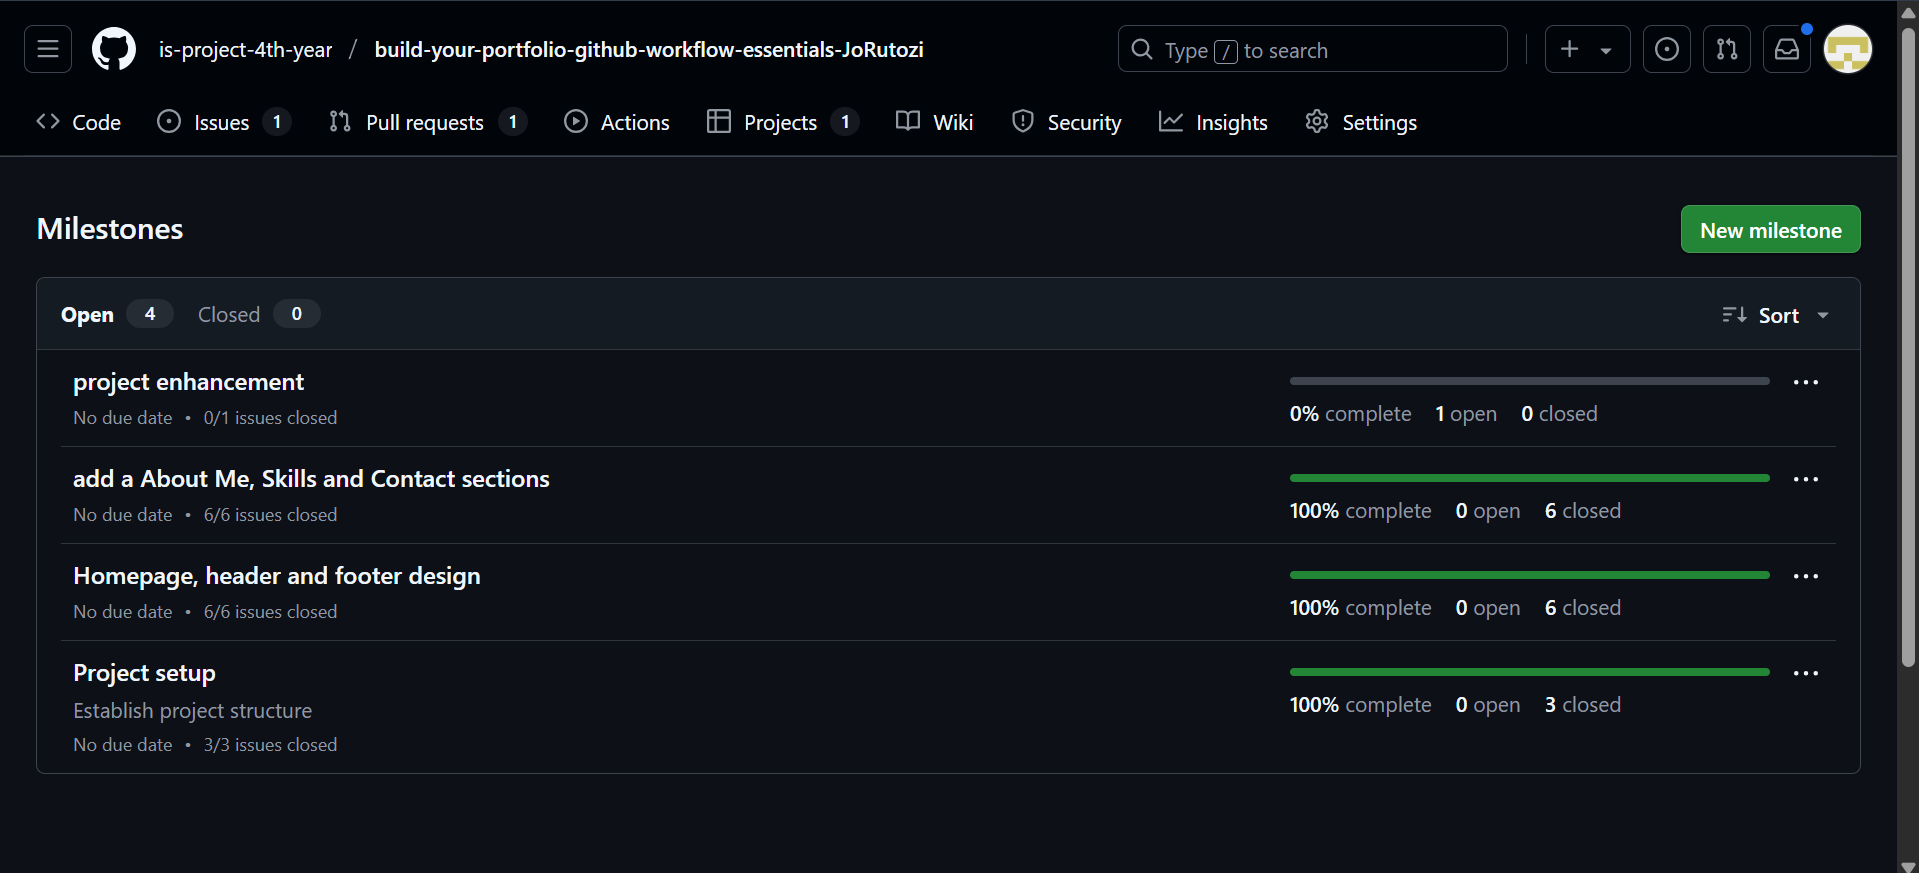 is-project-4th-year / build-your-portfolio-github-workflow-essentials-JoRutozi
Type / to search
Code Issues 1 Pull requests 1 Actions Projects 1 Wiki Security Insights Settings
Milestones
New milestone
Open 4 Closed 0
Sort
project enhancement
No due date • 0/1 issues closed
0% complete 1 open 0 closed
add a About Me, Skills and Contact sections
No due date • 6/6 issues closed
100% complete 0 open 6 closed
Homepage, header and footer design
No due date • 6/6 issues closed
100% complete 0 open 6 closed
Project setup
Establish project structure
No due date • 3/3 issues closed
100% complete 0 open 3 closed